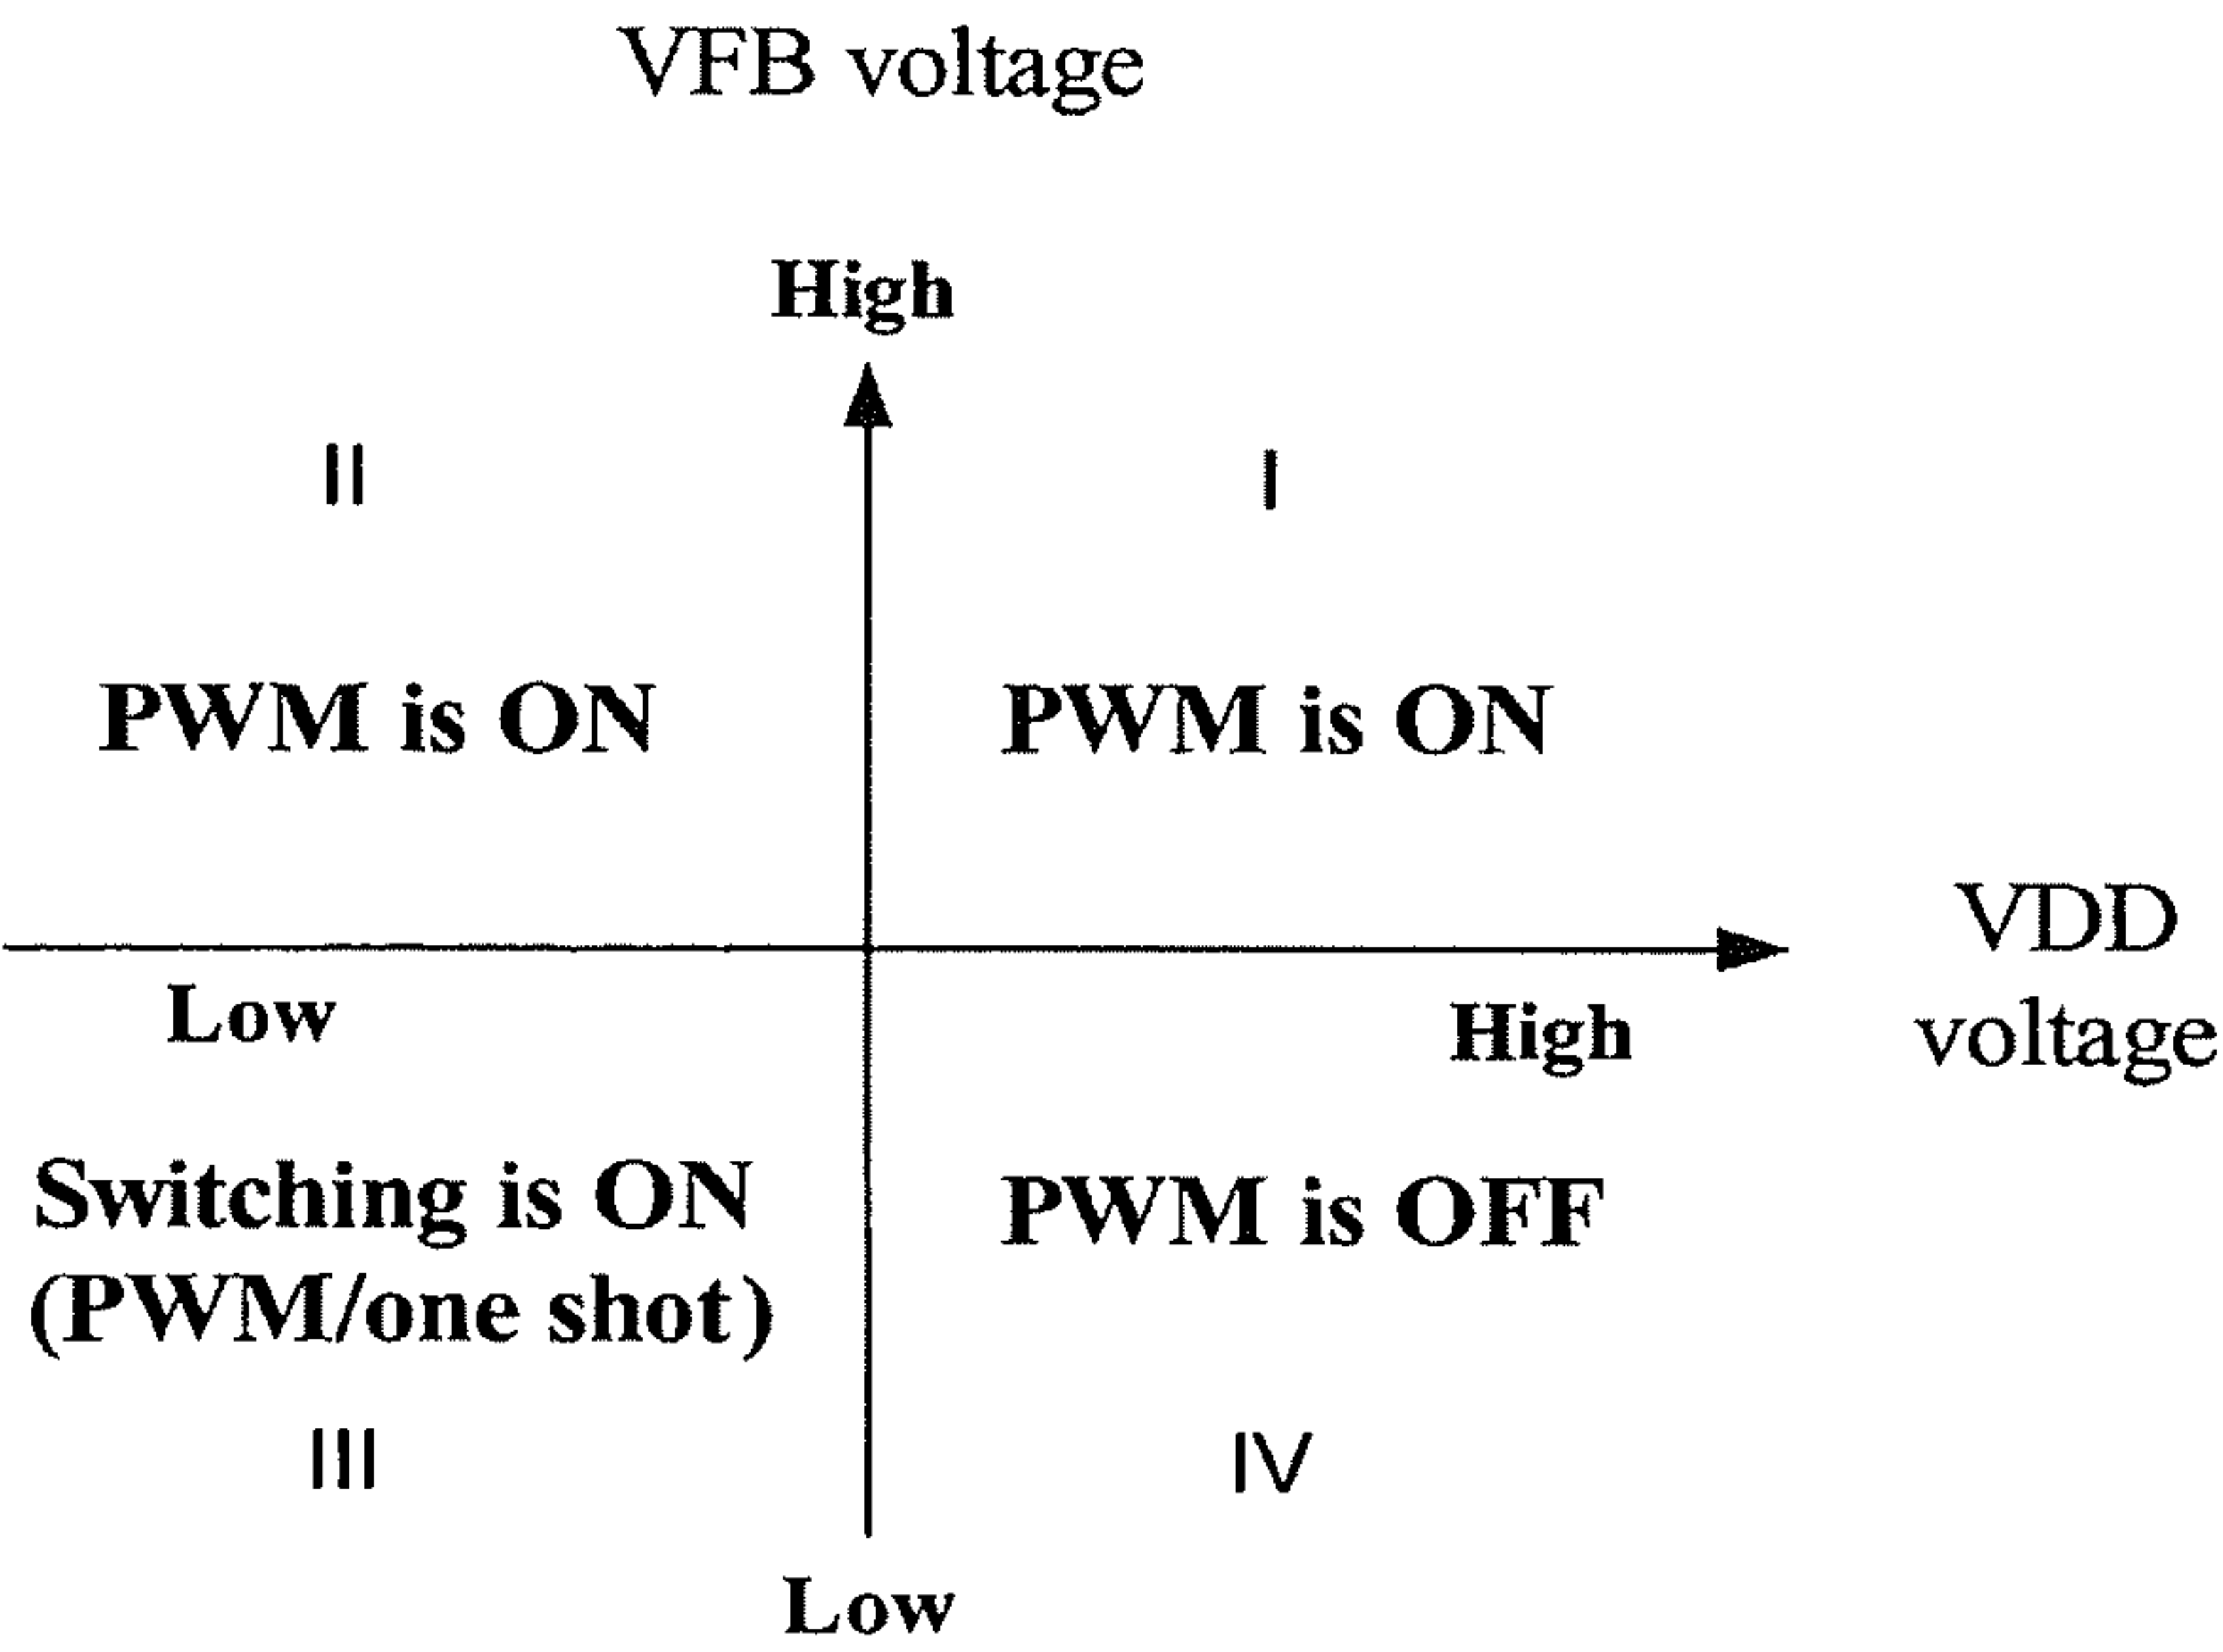 VFB voltage
High
II
I
PWM is ON
PWM is ON
VDD
voltage
Low
High
Switching is ON
(PWM/one shot)
PWM is OFF
III
IV
Low